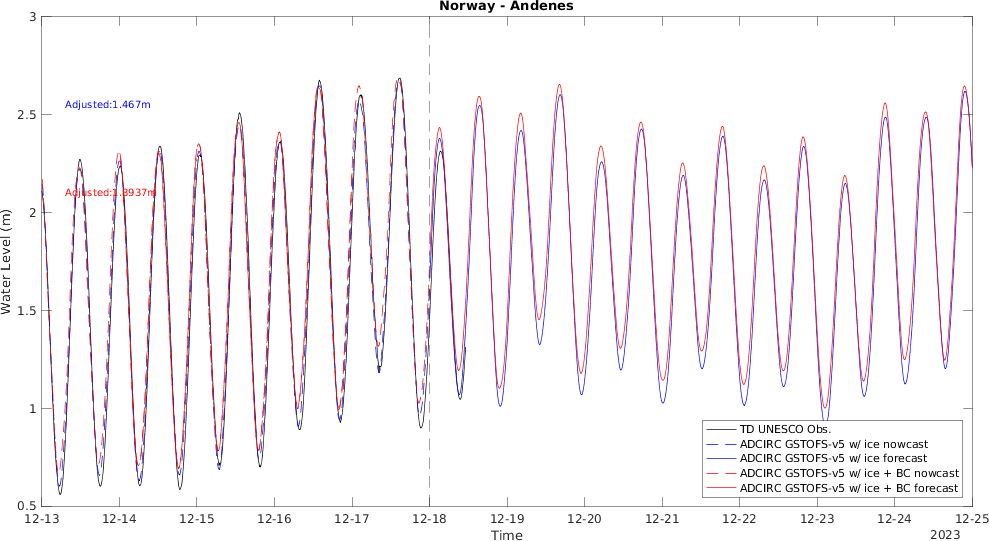 Norway - Andenes
3
2.5
2
1.5
1
0.5
Water Level (m)
Adjusted:1.467m
Adjusted:1.8937m
TD UNESCO Obs.
ADCIRC GSTOFS-v5 w/ ice nowcast
ADCIRC GSTOFS-v5 w/ ice forecast
ADCIRC GSTOFS-v5 w/ ice + BC nowcast
ADCIRC GSTOFS-v5 w/ ice + BC forecast
12-13 12-14 12-15 12-16 12-17 12-18 12-19 12-20 12-21 12-22 12-23 12-24 12-25
Time
2023